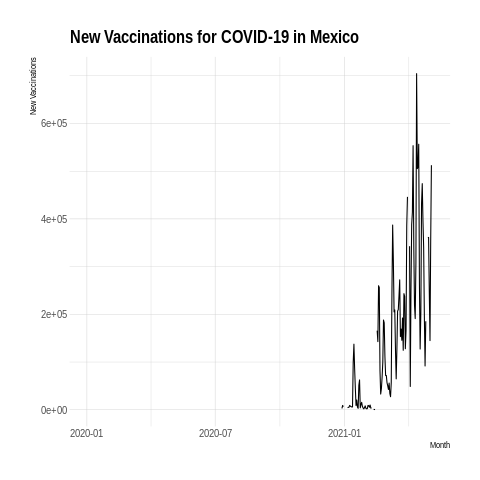 New Vaccinations for COVID-19 in Mexico
New Vaccinations
6e+05
4e+05
2e+05
0e+00
2020-01 2020-07 2021-01
Month